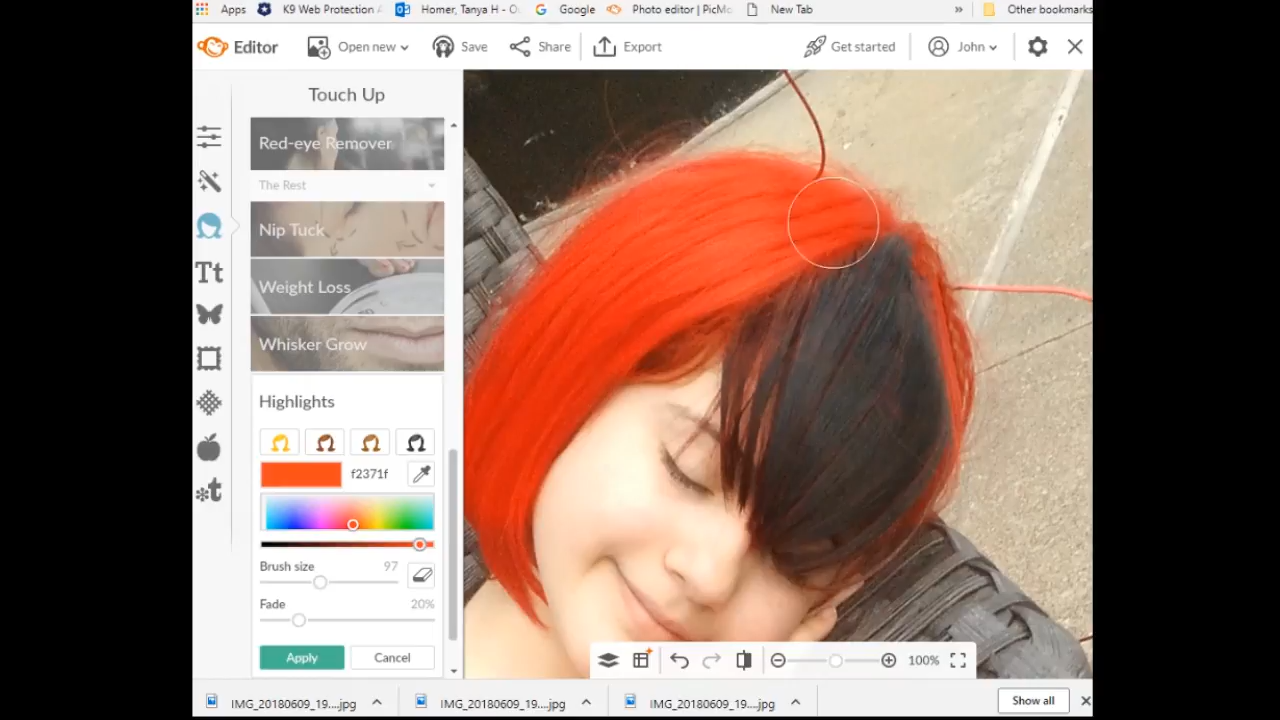 Apps K9 Web Protection A Homer, Tanya H - Ou Google Photo editor | PicMo New Tab » Other bookmarks
Editor Open new Save Share Export Get started John
Touch Up
Red-eye Remover
The Rest
Nip Tuck
Weight Loss
Whisker Grow
Highlights
f2371f
Brush size 97
Fade 20%
Apply Cancel
100%
Tt
t
IMG_20180609_19....jpg IMG_20180609_19....jpg IMG_20180609_19....jpg Show all